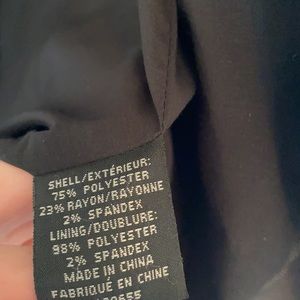 SHELL/EXTÉRIEUR:
75% POLYESTER
23% RAYON/RAYONNE
2% SPANDEX
LINING/DOUBLURE:
98% POLYESTER
2% SPANDEX
MADE IN CHINA
FABRIQUÉ EN CHINE